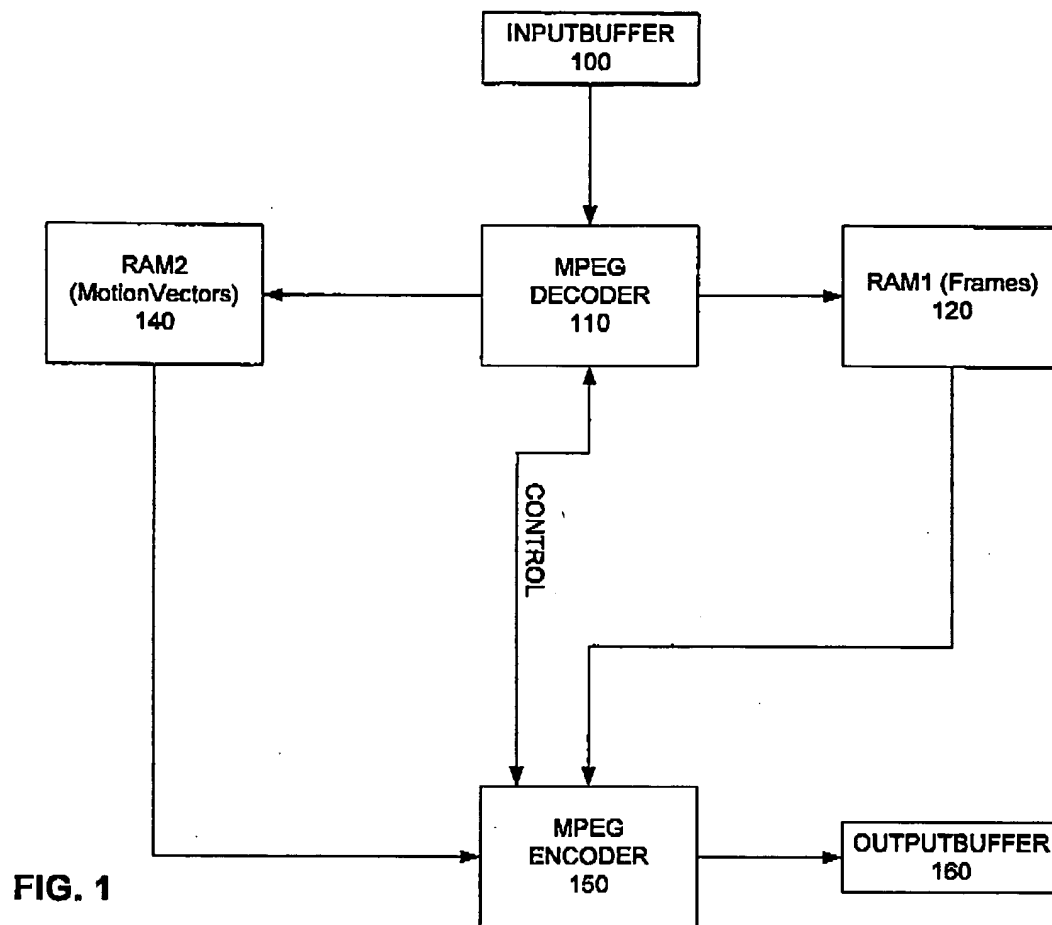 INPUTBUFFER
100
RAM2
(MotionVectors)
140
MPEG
DECODER
110
RAM1 (Frames)
120
CONTROL
MPEG
ENCODER
150
OUTPUTBUFFER
160
FIG. 1